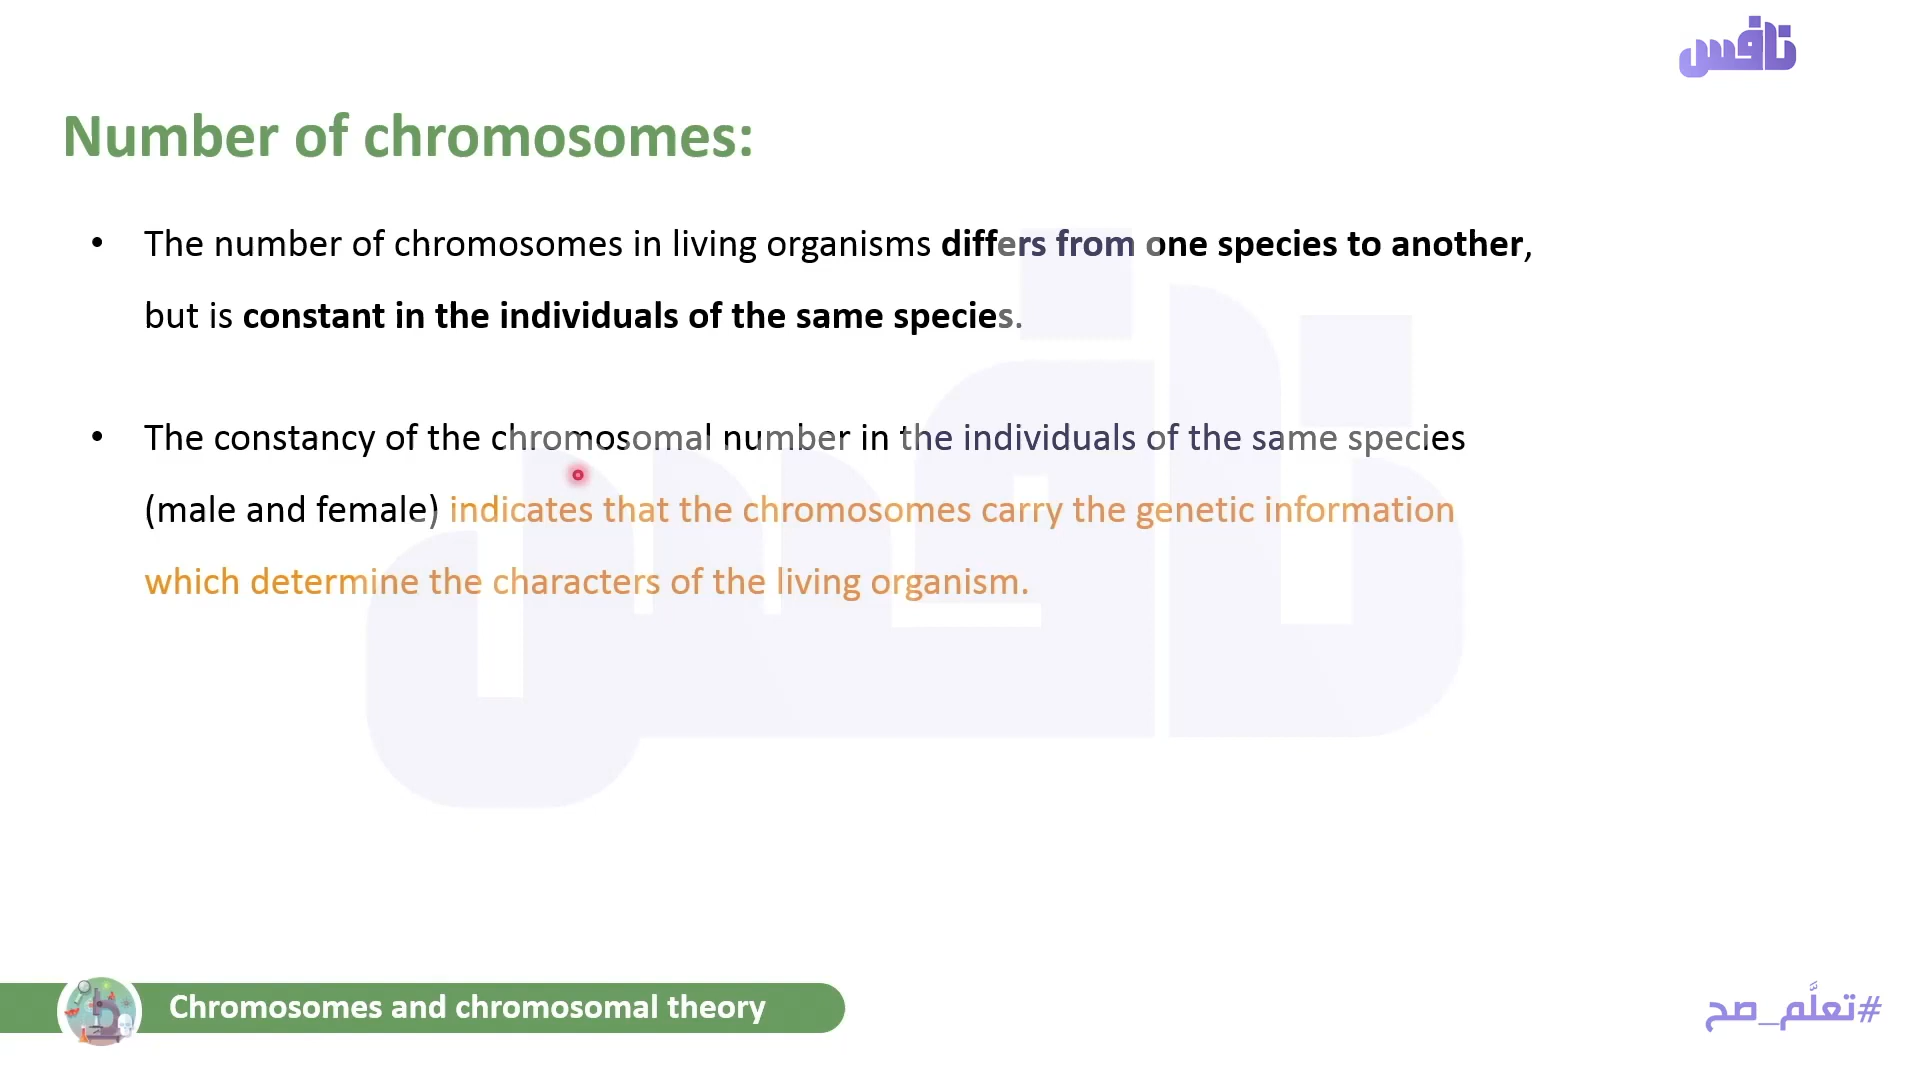 نافس
Number of chromosomes:
• The number of chromosomes in living organisms differs from one species to another,
but is constant in the individuals of the same species.
• The constancy of the chromosomal number in the individuals of the same species
(male and female) indicates that the chromosomes carry the genetic information
which determine the characters of the living organism.
نافس
Chromosomes and chromosomal theory
#تعلَّم_صح